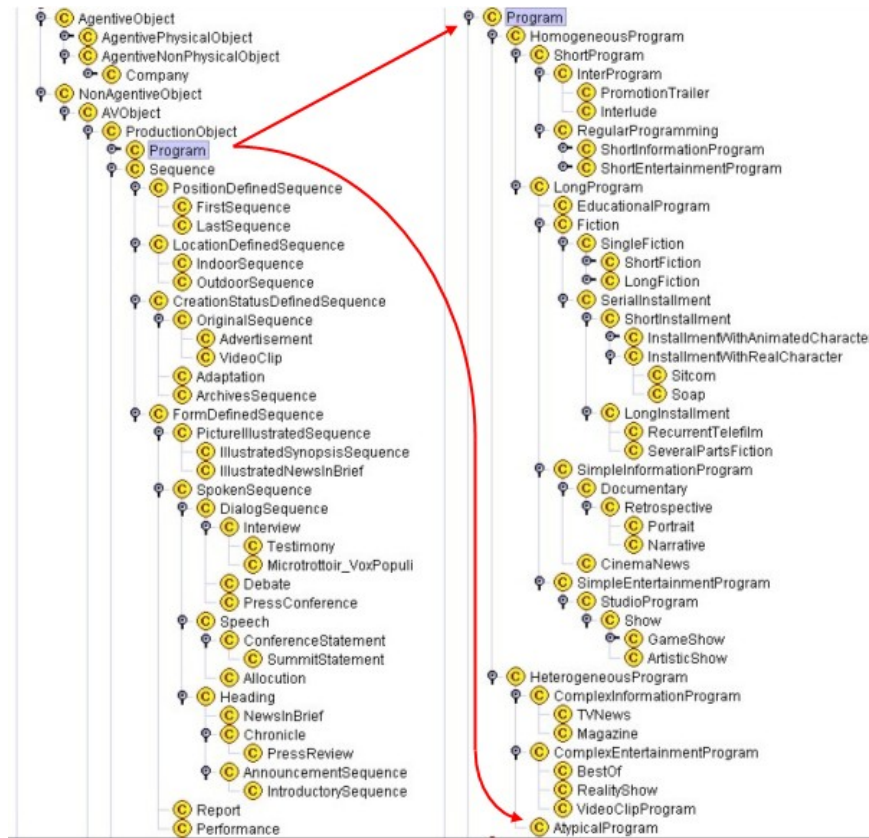 AgentiveObject
AgentivePhysicalObject
AgentiveNonPhysicalObject
Company
NonAgentiveObject
AVObject
ProductionObject
Program
Sequence
PositionDefinedSequence
FirstSequence
LastSequence
LocationDefinedSequence
IndoorSequence
OutdoorSequence
CreationStatusDefinedSequence
OriginalSequence
Advertisement
VideoClip
Adaptation
ArchivesSequence
FormDefinedSequence
PictureIllustratedSequence
IllustratedSynopsisSequence
IllustratedNewsInBrief
SpokenSequence
DialogSequence
Interview
Testimony
Microtrottoir_VoxPopuli
Debate
PressConference
Speech
ConferenceStatement
SummitStatement
Allocution
Heading
NewsInBrief
Chronicle
PressReview
AnnouncementSequence
IntroductorySequence
Report
Performance
Program
HomogeneousProgram
ShortProgram
InterProgram
PromotionTrailer
Interlude
RegularProgramming
ShortInformationProgram
ShortEntertainmentProgram
LongProgram
EducationalProgram
Fiction
SingleFiction
ShortFiction
LongFiction
SerialInstallment
ShortInstallment
InstallmentWithAnimatedCharacte
InstallmentWithRealCharacter
Sitcom
Soap
LongInstallment
RecurrentTelefilm
SeveralPartsFiction
SimpleInformationProgram
Documentary
Retrospective
Portrait
Narrative
CinemaNews
SimpleEntertainmentProgram
StudioProgram
Show
GameShow
ArtisticShow
HeterogeneousProgram
ComplexInformationProgram
TVNews
Magazine
ComplexEntertainmentProgram
BestOf
RealityShow
VideoClipProgram
AtypicalProgram